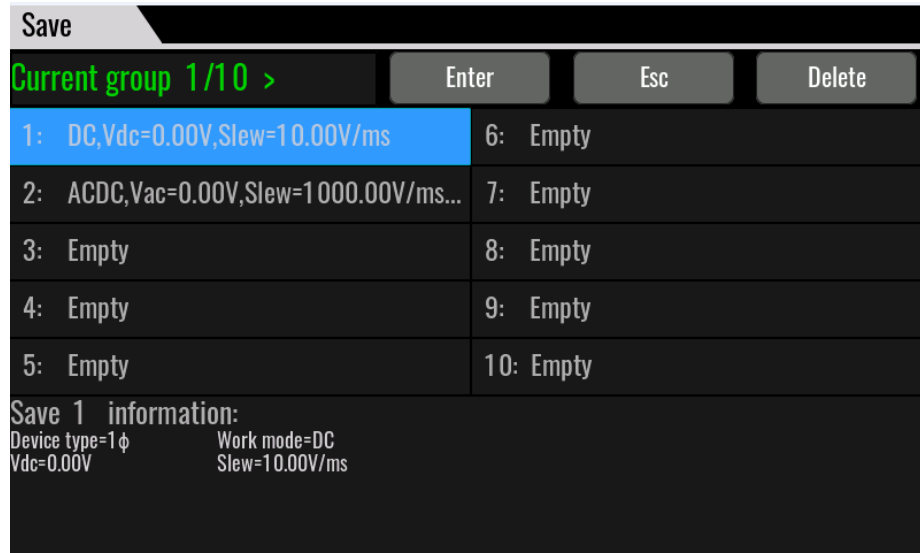 Save
Current group 1/10 > Enter Esc Delete
1: DC,Vdc=0.00V,Slew=10.00V/ms 6: Empty
2: ACDC,Vac=0.00V,Slew=1000.00V/ms... 7: Empty
3: Empty 8: Empty
4: Empty 9: Empty
5: Empty 10: Empty
Save 1 information:
Device type=1ϕ Work mode=DC
Vdc=0.00V Slew=10.00V/ms